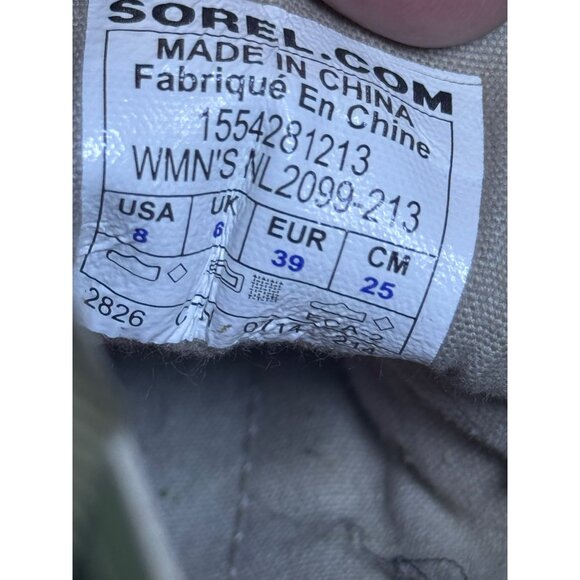 SOREL.COM
MADE IN CHINA
Fabriqué En Chine
1554281213
WMN'S NL2099-213
USA UK EUR CM
8 6 39 25
2826